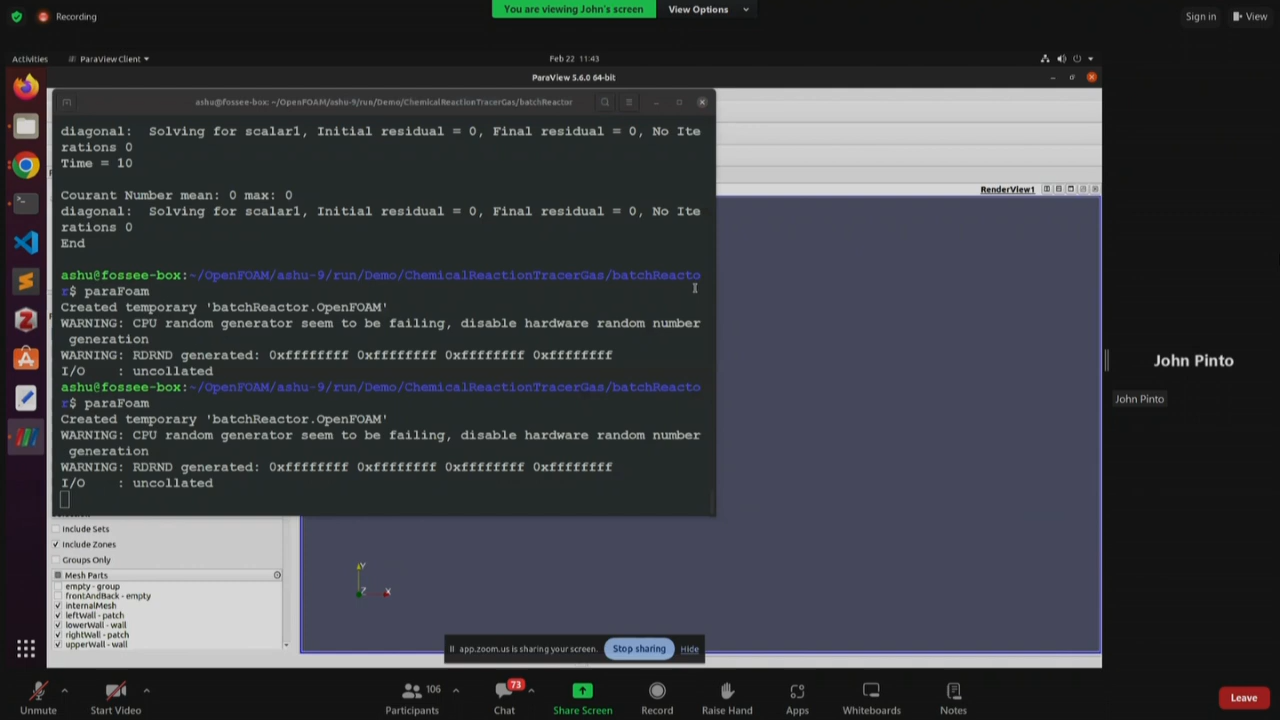 You are viewing John's screen
View Options
Recording
Sign in
View
Activities
ParaView Client
Feb 22 11:43
ParaView 5.6.0 64-bit
ashu@fossee-box: ~/OpenFOAM/ashu-9/run/Demo/ChemicalReactionTracerGas/batchReactor
diagonal:  Solving for scalar1, Initial residual = 0, Final residual = 0, No Ite
rations 0
Time = 10
Courant Number mean: 0 max: 0
diagonal:  Solving for scalar1, Initial residual = 0, Final residual = 0, No Ite
rations 0
End
ashu@fossee-box:~/OpenFOAM/ashu-9/run/Demo/ChemicalReactionTracerGas/batchReacto
r$ paraFoam
Created temporary 'batchReactor.OpenFOAM'
WARNING: CPU random generator seem to be failing, disable hardware random number
generation
WARNING: RDRND generated: 0xffffffff 0xffffffff 0xffffffff 0xffffffff
I/O    : uncollated
ashu@fossee-box:~/OpenFOAM/ashu-9/run/Demo/ChemicalReactionTracerGas/batchReacto
r$ paraFoam
Created temporary 'batchReactor.OpenFOAM'
WARNING: CPU random generator seem to be failing, disable hardware random number
generation
WARNING: RDRND generated: 0xffffffff 0xffffffff 0xffffffff 0xffffffff
I/O    : uncollated
RenderView1
Include Sets
Include Zones
Groups Only
Mesh Parts
empty - group
frontAndBack - empty
internalMesh
leftWall - patch
lowerWall - wall
rightWall - patch
upperWall - wall
Y
Z
X
John Pinto
John Pinto
app.zoom.us is sharing your screen.
Stop sharing
Hide
Unmute
Start Video
106
Participants
73
Chat
Share Screen
Record
Raise Hand
Apps
Whiteboards
Notes
Leave